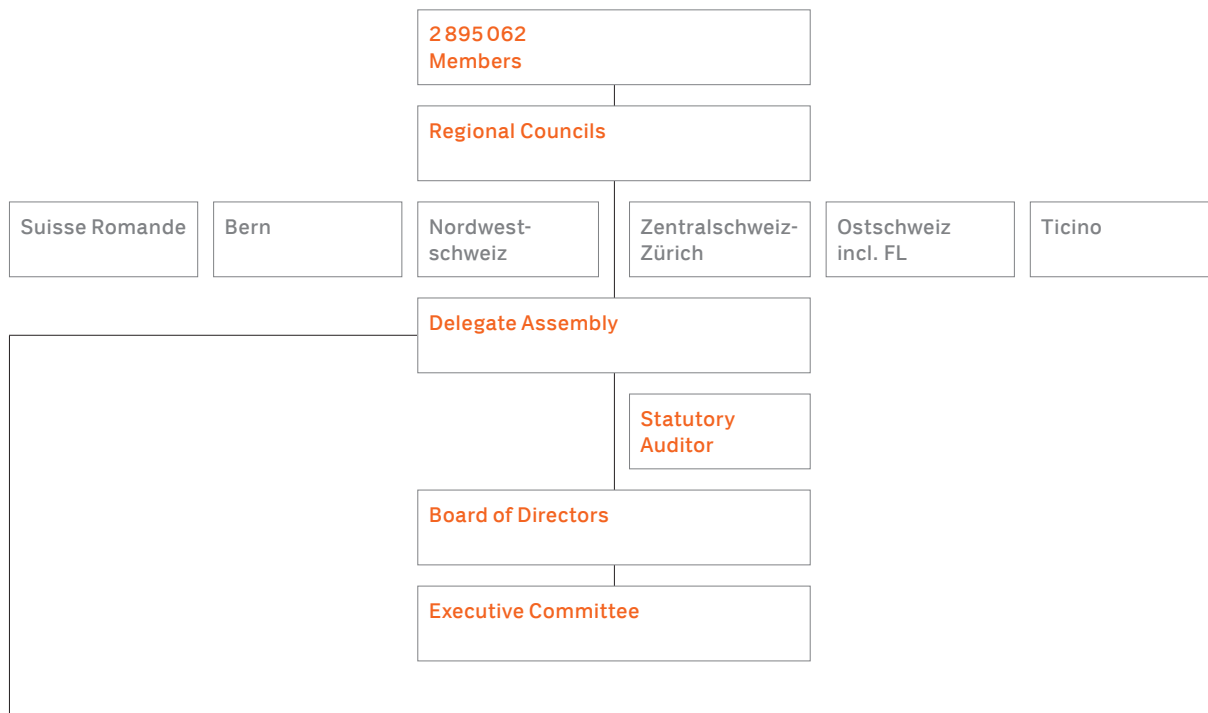 2 895 062
Members
Regional Councils
Suisse Romande
Bern
Nordwest-
schweiz
Zentralschweiz-
Zürich
Ostschweiz
incl. FL
Ticino
Delegate Assembly
Statutory
Auditor
Board of Directors
Executive Committee